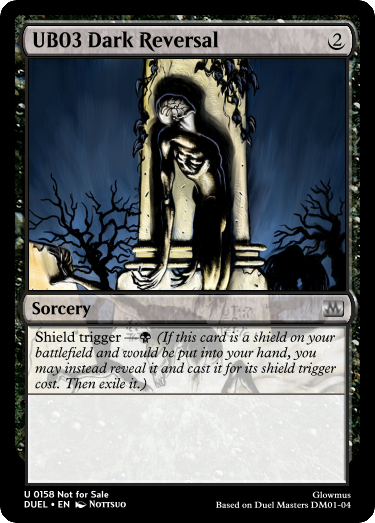 UB03 Dark Reversal
2
Sorcery
Shield trigger — (If this card is a shield on your
battlefield and would be put into your hand, you
may instead reveal it and cast it for its shield trigger
cost. Then exile it.)
U 0158 Not for Sale
DUEL • EN NOTTSUO
Glowmus
Based on Duel Masters DM01-04